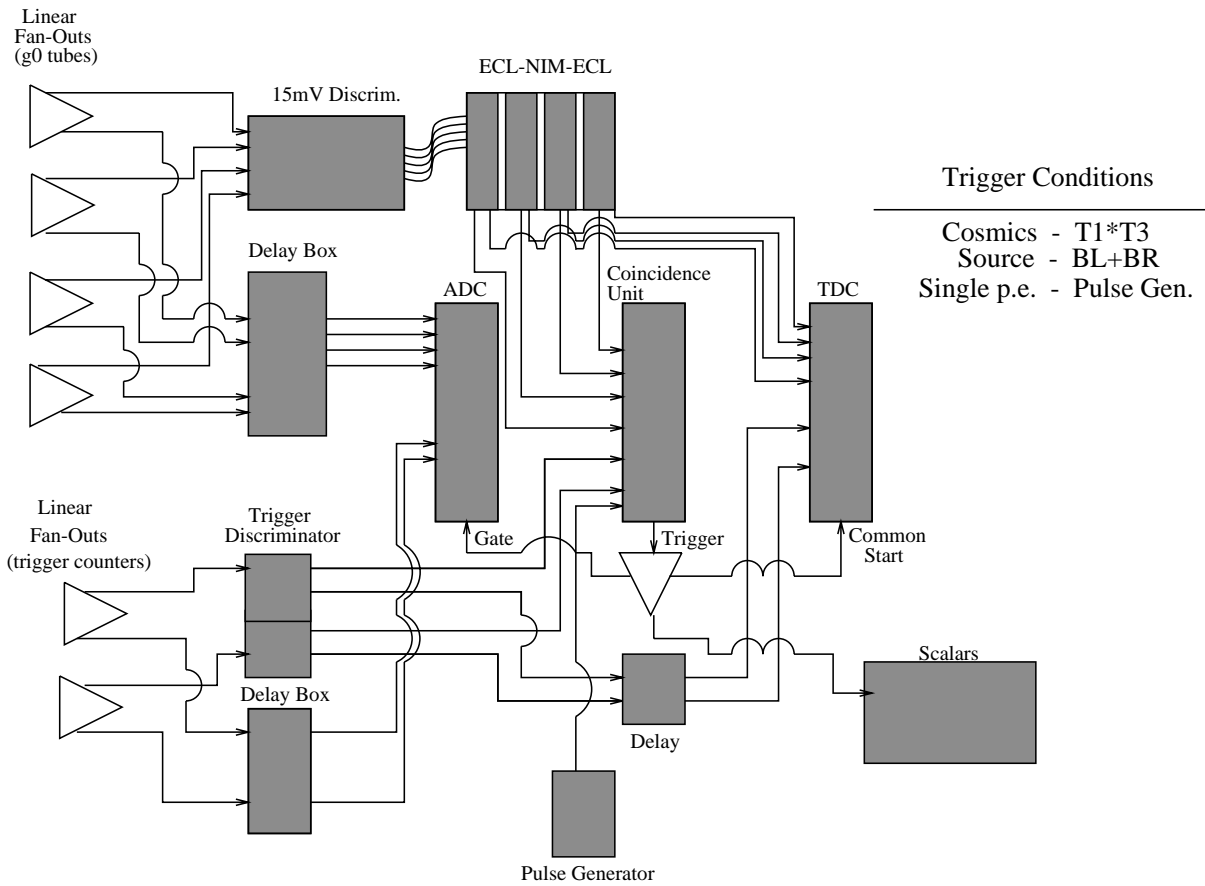 Linear
Fan-Outs
(g0 tubes)
15mV Discrim.
ECL-NIM-ECL
Trigger Conditions
Cosmics - T1*T3
Source - BL+BR
Single p.e. - Pulse Gen.
Delay Box
ADC
Coincidence
Unit
TDC
Linear
Fan-Outs
(trigger counters)
Trigger
Discriminator
Gate
Trigger
Common
Start
Delay Box
Delay
Scalars
Pulse Generator